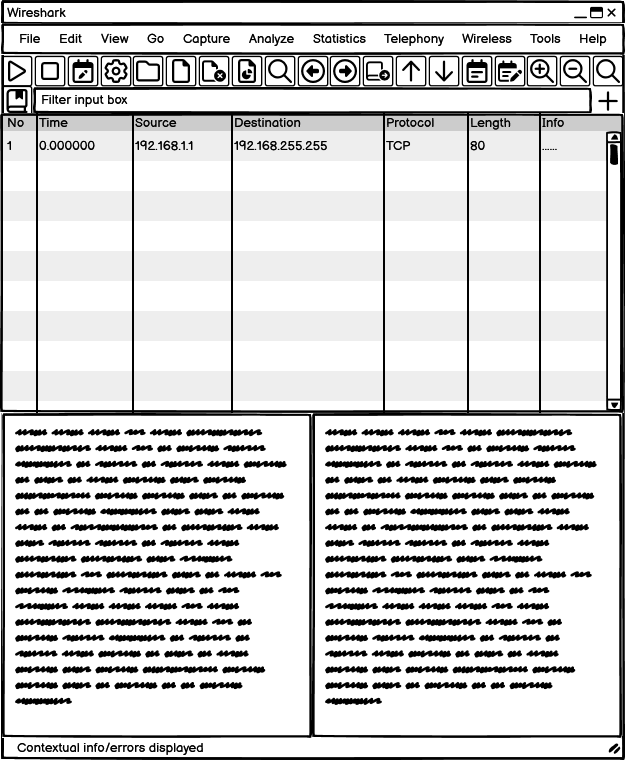 Wireshark
File Edit View Go Capture Analyze Statistics Telephony Wireless Tools Help
Filter input box
No Time Source Destination Protocol Length Info
1 0.000000 192.168.1.1 192.168.255.255 TCP 80 ......
Contextual info/errors displayed